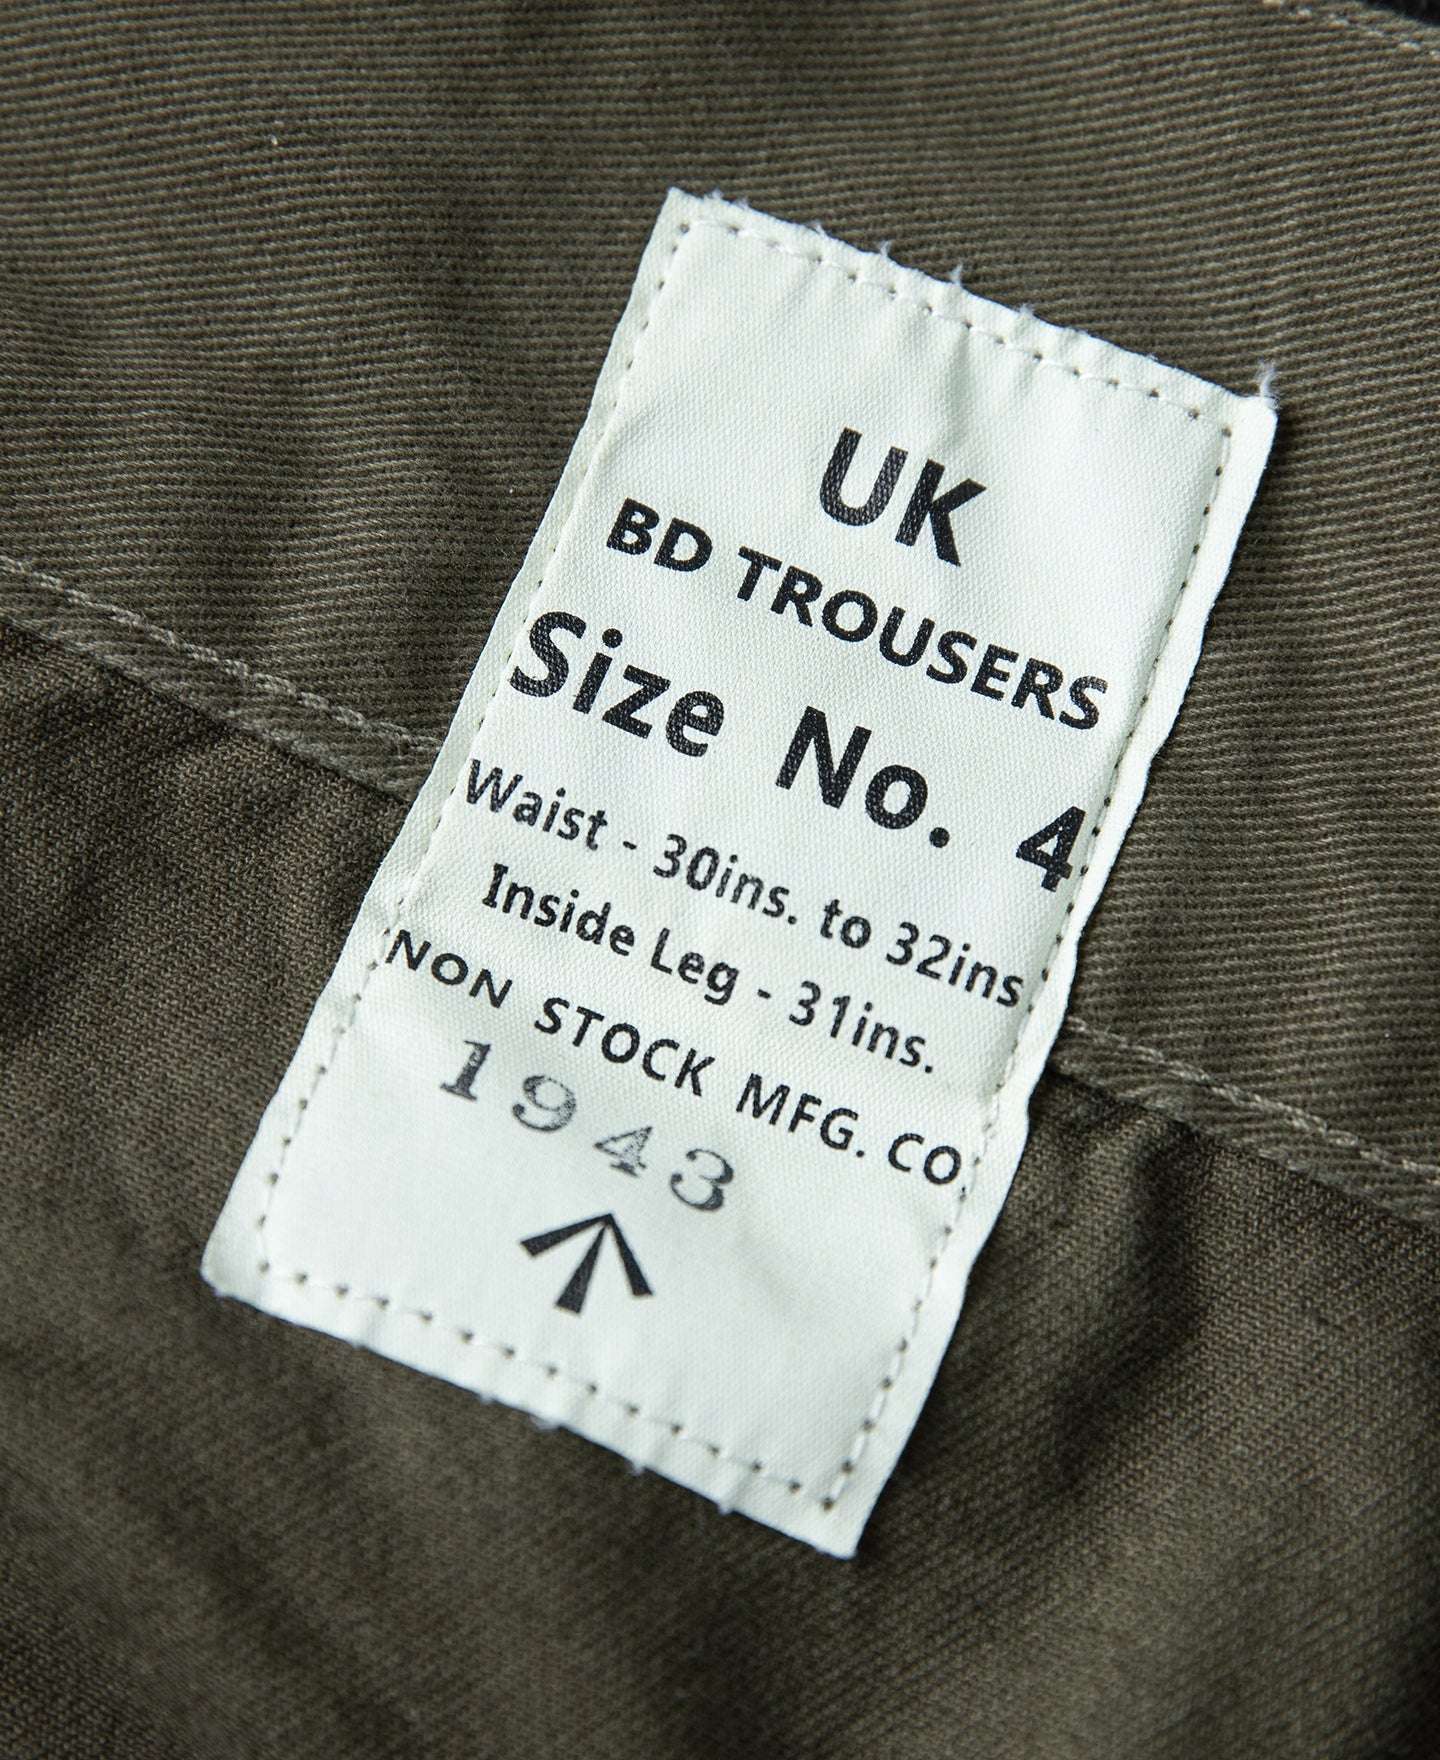 UK
BD TROUSERS
Size No. 4
Waist - 30ins. to 32ins
Inside Leg - 31ins.
NON STOCK MFG. CO.
1943